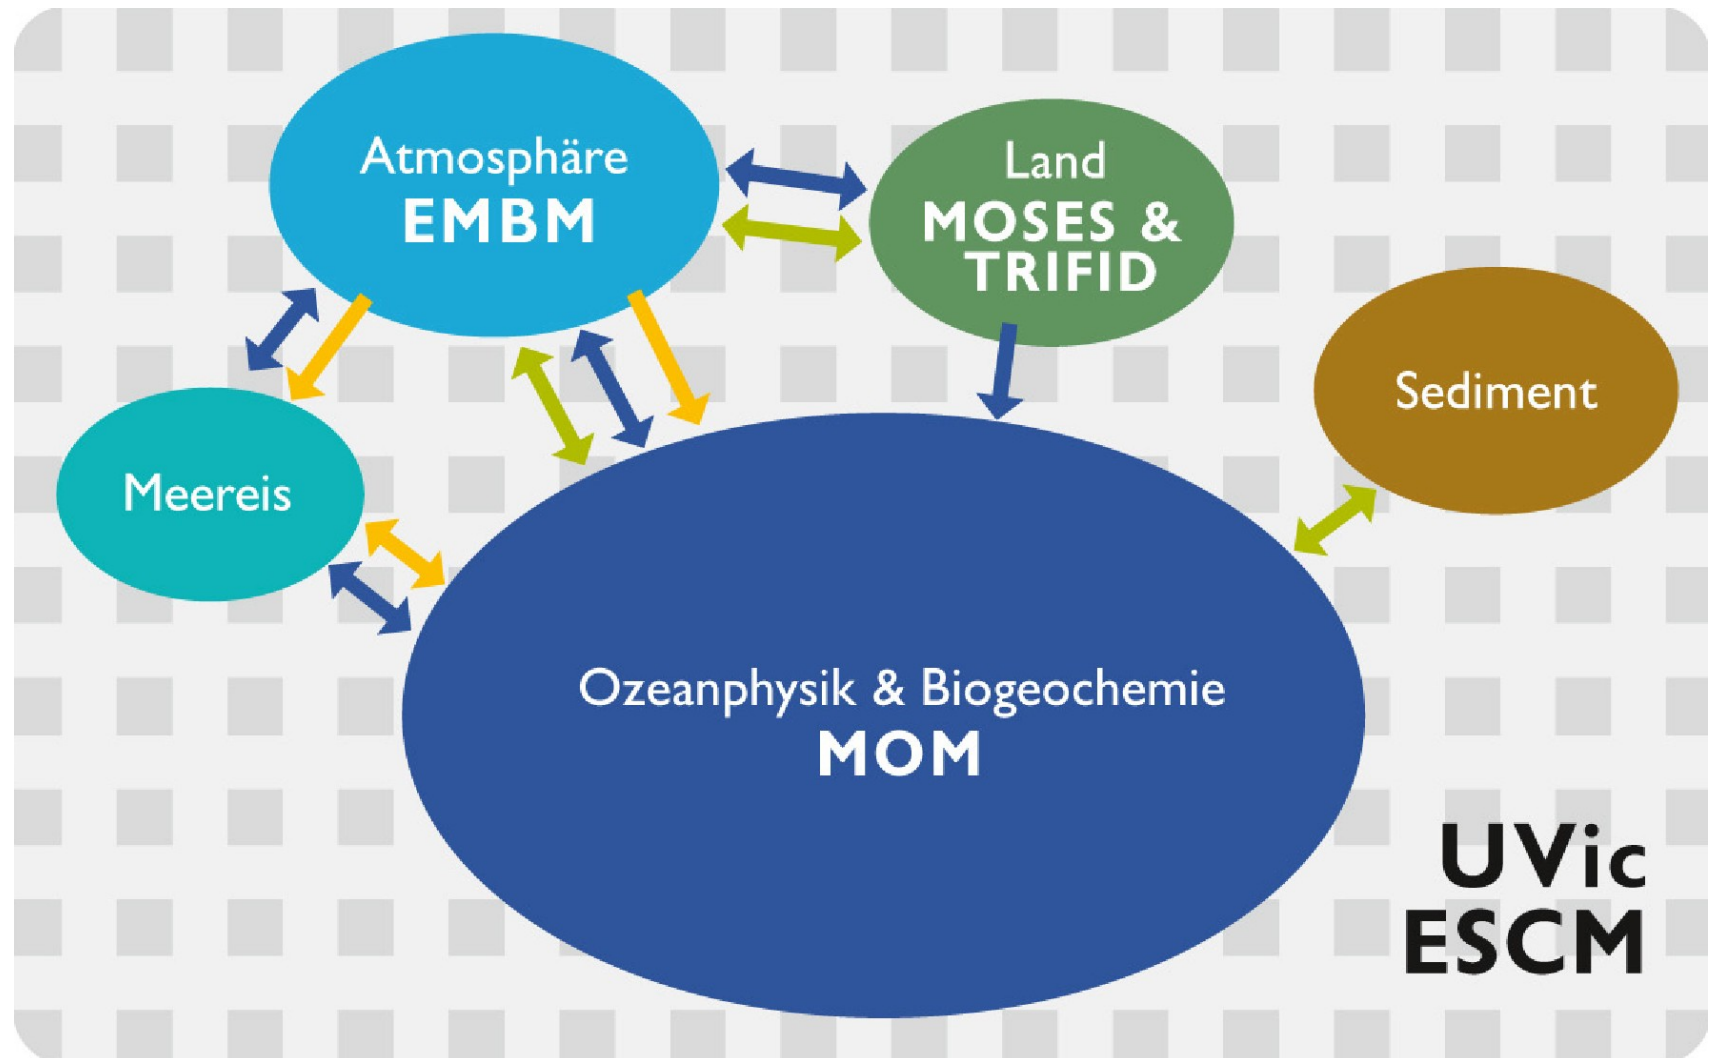 Atmosphäre
EMBM
Land
MOSES &
TRIFID
Sediment
Meereis
Ozeanphysik & Biogeochemie
MOM
UVic
ESCM